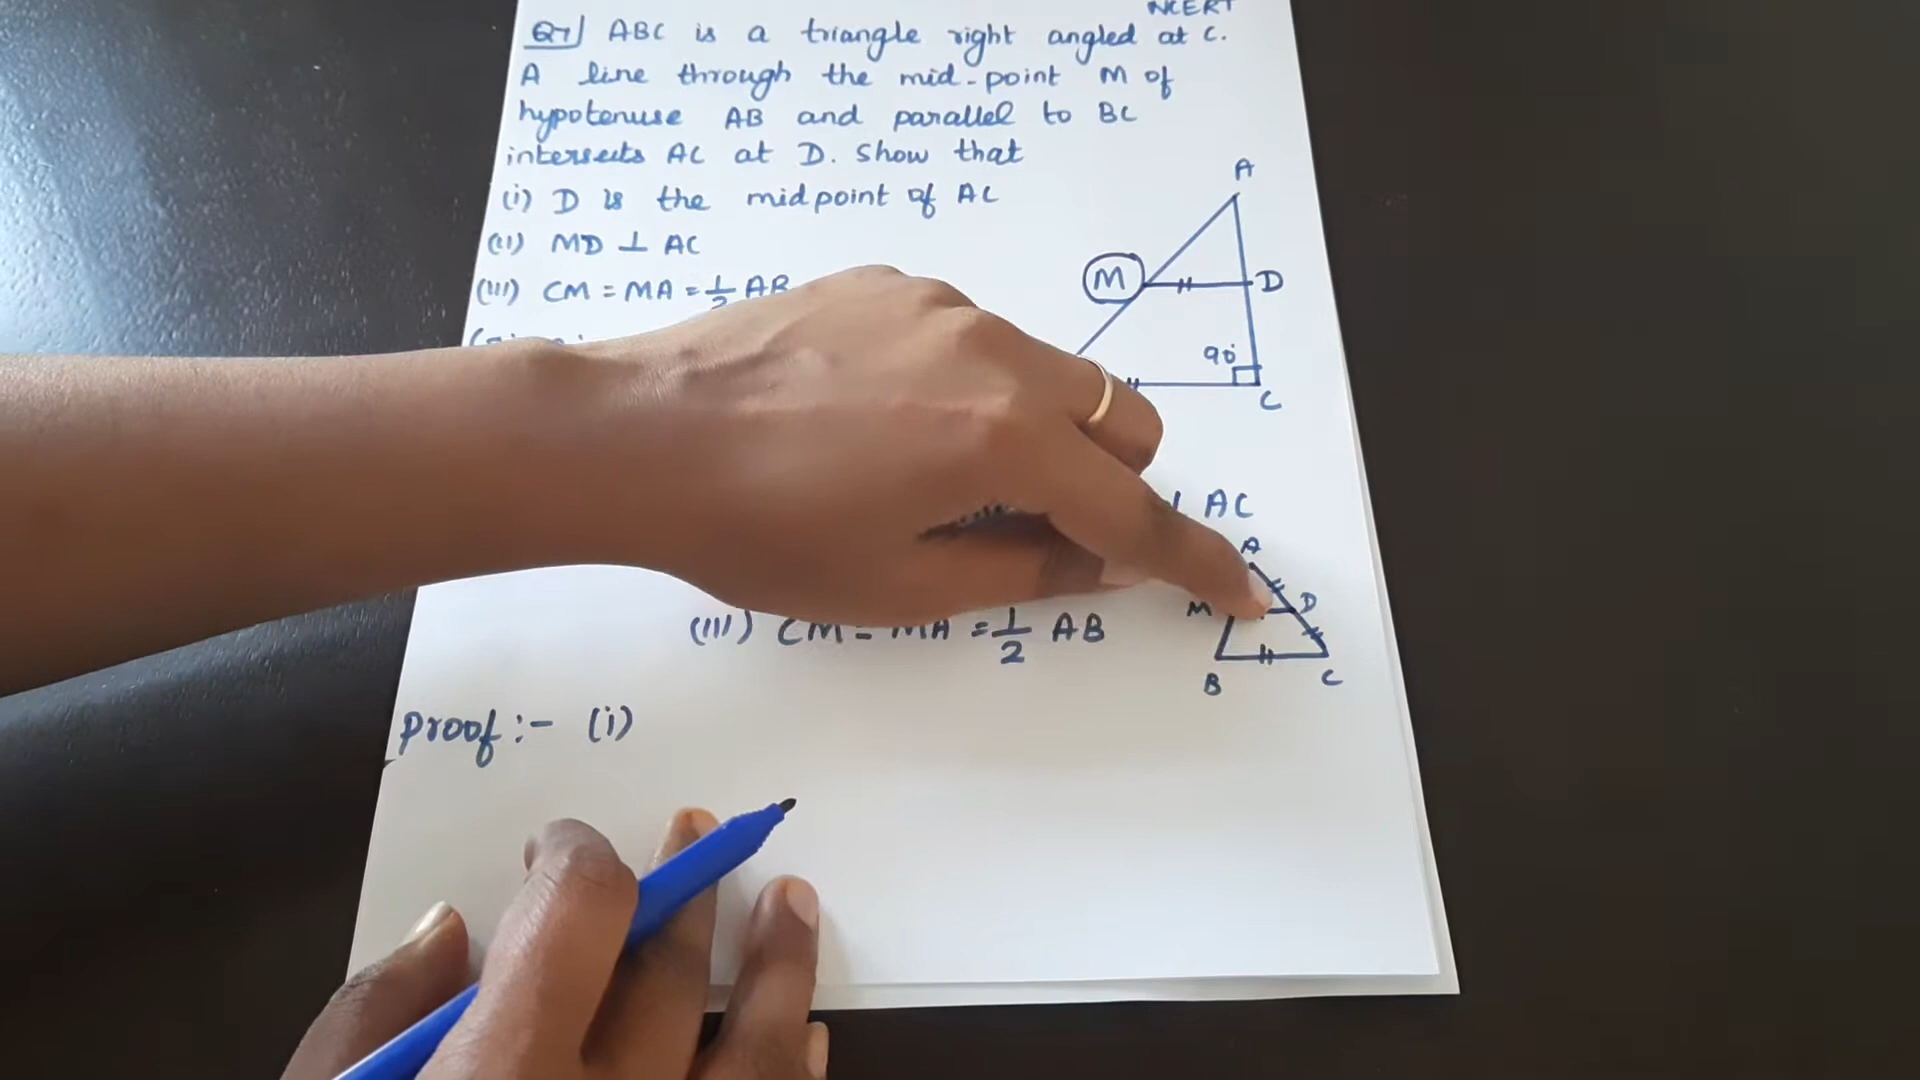 NCERT
Q7) ABC is a triangle right angled at C.
A line through the mid-point M of
hypotenuse AB and parallel to BC
intersects AC at D. Show that
(i) D is the midpoint of AC
(ii) MD ⊥ AC
(iii) CM = MA = 1/2 AB
A
M
D
90°
C
AC
A
M
D
(iii) CM = MA = 1/2 AB
B
C
Proof:- (i)